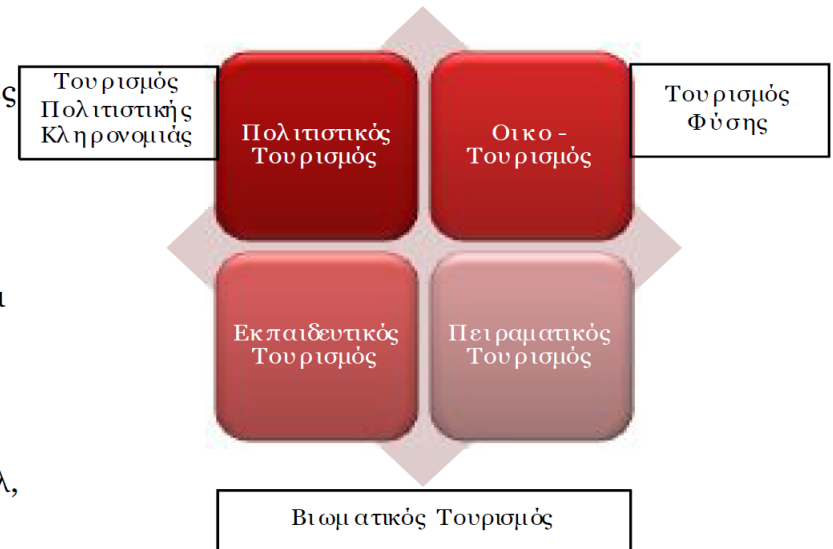 ς
Τουρισμός
Πολιτιστικής
Κληρονομιάς
Πολιτιστικός
Τουρισμός
Οικο -
Τουρισμός
Τουρισμός
Φύσης
ι
Εκπαιδευτικός
Τουρισμός
Πειραματικός
Τουρισμός
λ,
Βιωματικός Τουρισμός